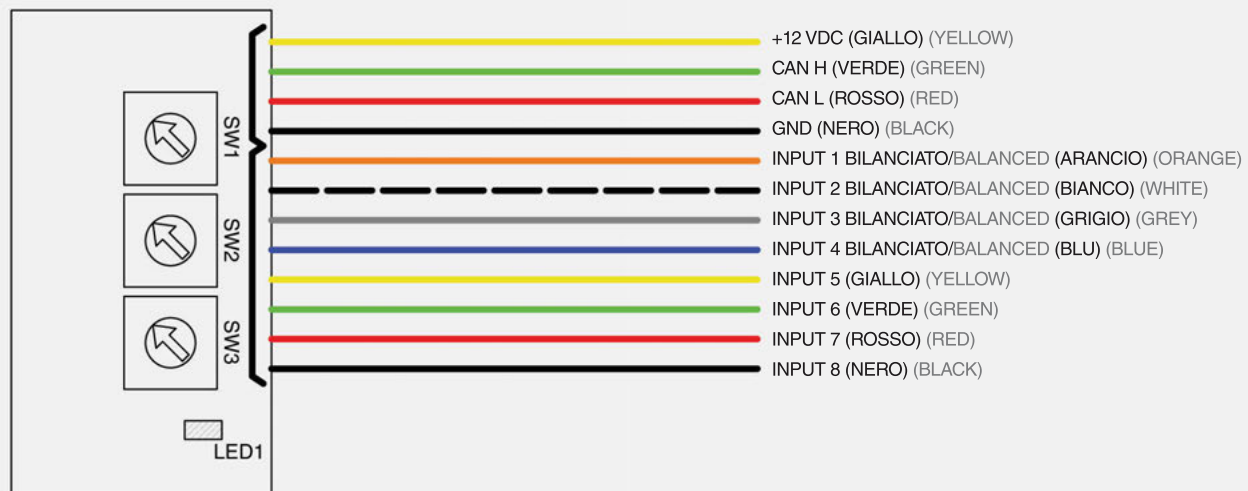 +12 VDC (GIALLO) (YELLOW)
CAN H (VERDE) (GREEN)
CAN L (ROSSO) (RED)
GND (NERO) (BLACK)
INPUT 1 BILANCIATO/BALANCED (ARANCIO) (ORANGE)
INPUT 2 BILANCIATO/BALANCED (BIANCO) (WHITE)
INPUT 3 BILANCIATO/BALANCED (GRIGIO) (GREY)
INPUT 4 BILANCIATO/BALANCED (BLU) (BLUE)
INPUT 5 (GIALLO) (YELLOW)
INPUT 6 (VERDE) (GREEN)
INPUT 7 (ROSSO) (RED)
INPUT 8 (NERO) (BLACK)
SW1
SW2
SW3
LED1